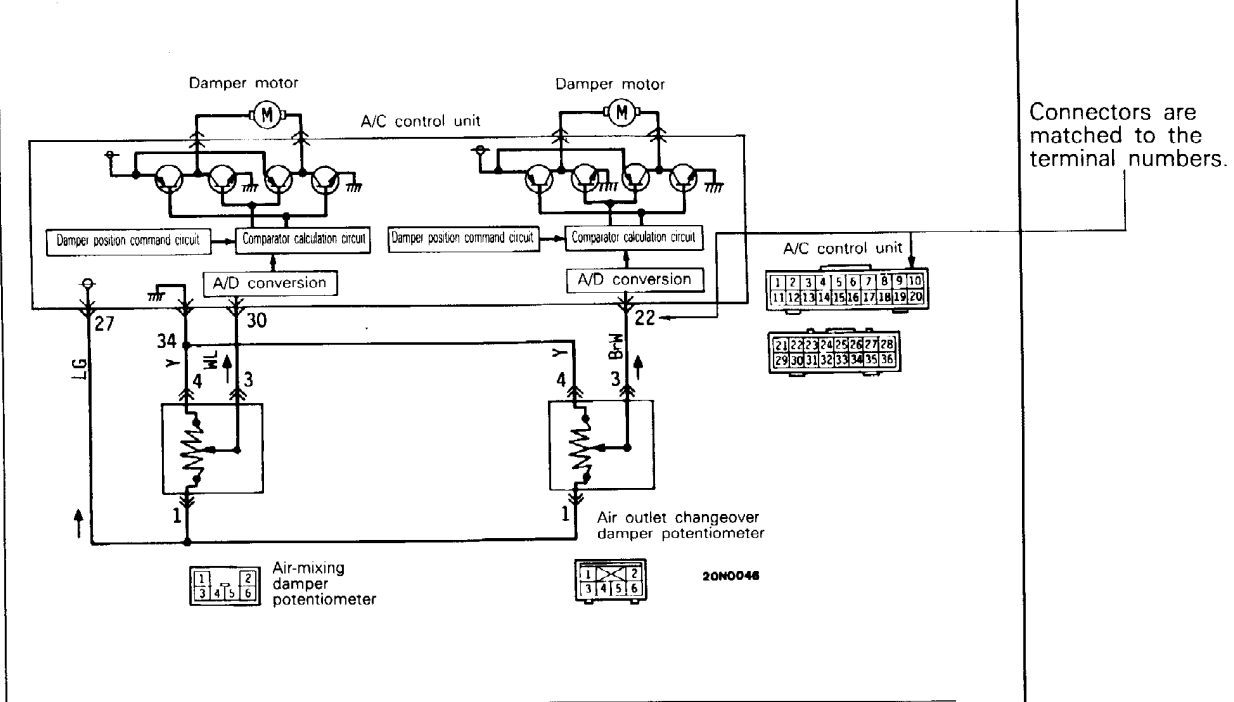 Damper motor
Damper motor
M
M
A/C control unit
Connectors are
matched to the
terminal numbers.
Damper position command circuit
Comparator calculation circuit
Damper position command circuit
Comparator calculation circuit
A/C control unit
A/D conversion
A/D conversion
1 2 3 4 5 6 7 8 9 10
11 12 13 14 15 16 17 18 19 20
27
30
22
34
21 22 23 24 25 26 27 28
29 30 31 32 33 34 35 36
LG
Y
WL
Y
BrW
4
3
4
3
1
1
Air outlet changeover
damper potentiometer
Air-mixing
damper
potentiometer
1 2
3 4 5 6
1 2
3 4 5 6
20N0046